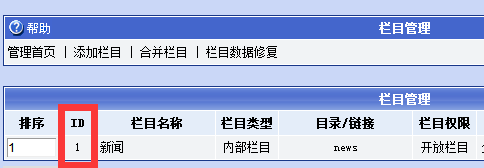 帮助 栏目管理
管理首页 | 添加栏目 | 合并栏目 | 栏目数据修复
栏目管理
排序 ID 栏目名称 栏目类型 目录/链接 栏目权限
1 1 新闻 内部栏目 news 开放栏目